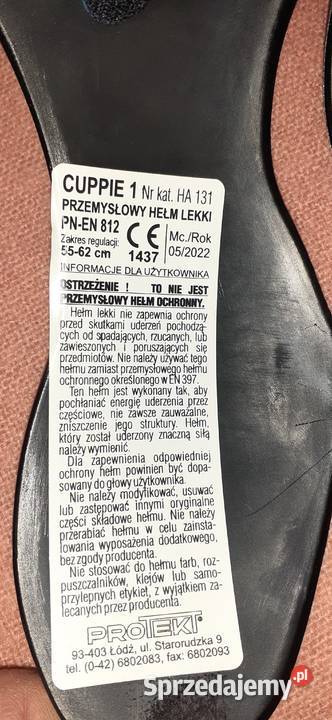 CUPPIE 1 Nr kat. HA 131
PRZEMYSŁOWY HEŁM LEKKI
PN-EN 812
Zakres regulacji:
55-62 cm
CE
1437
Mc./Rok
05/2022
INFORMACJE DLA UŻYTKOWNIKA
OSTRZEŻENIE ! TO NIE JEST
PRZEMYSŁOWY HEŁM OCHRONNY.
Hełm lekki nie zapewnia ochrony
przed skutkami uderzeń pochodzą-
cych od spadających, rzucanych, lub
zawieszonych i poruszających się
przedmiotów. Nie należy używać tego
hełmu zamiast przemysłowego hełmu
ochronnego określonego w EN 397.
Ten hełm jest wykonany tak, aby
pochłaniać energię uderzenia przez
częściowe, nie zawsze zauważalne,
zniszczenie jego struktury. Hełm,
który został uderzony znaczną siłą
należy wymienić.
Dla zapewnienia odpowiedniej
ochrony hełm powinien być dopa-
sowany do głowy użytkownika.
Nie należy modyfikować, usuwać
lub zastępować innymi oryginalne
części składowe hełmu. Nie należy
przerabiać hełmu w celu zainsta-
lowania wyposażenia dodatkowego,
bez zgody producenta.
Nie stosować do hełmu farb, roz-
puszczalników, klejów lub samo-
przylepnych etykiet, z wyjątkiem za-
lecanych przez producenta.
PROTEKT
93-403 Łódź, ul. Starorudzka 9
tel. (0-42) 6802083, fax: 6802093
Sprzedajemy.pl